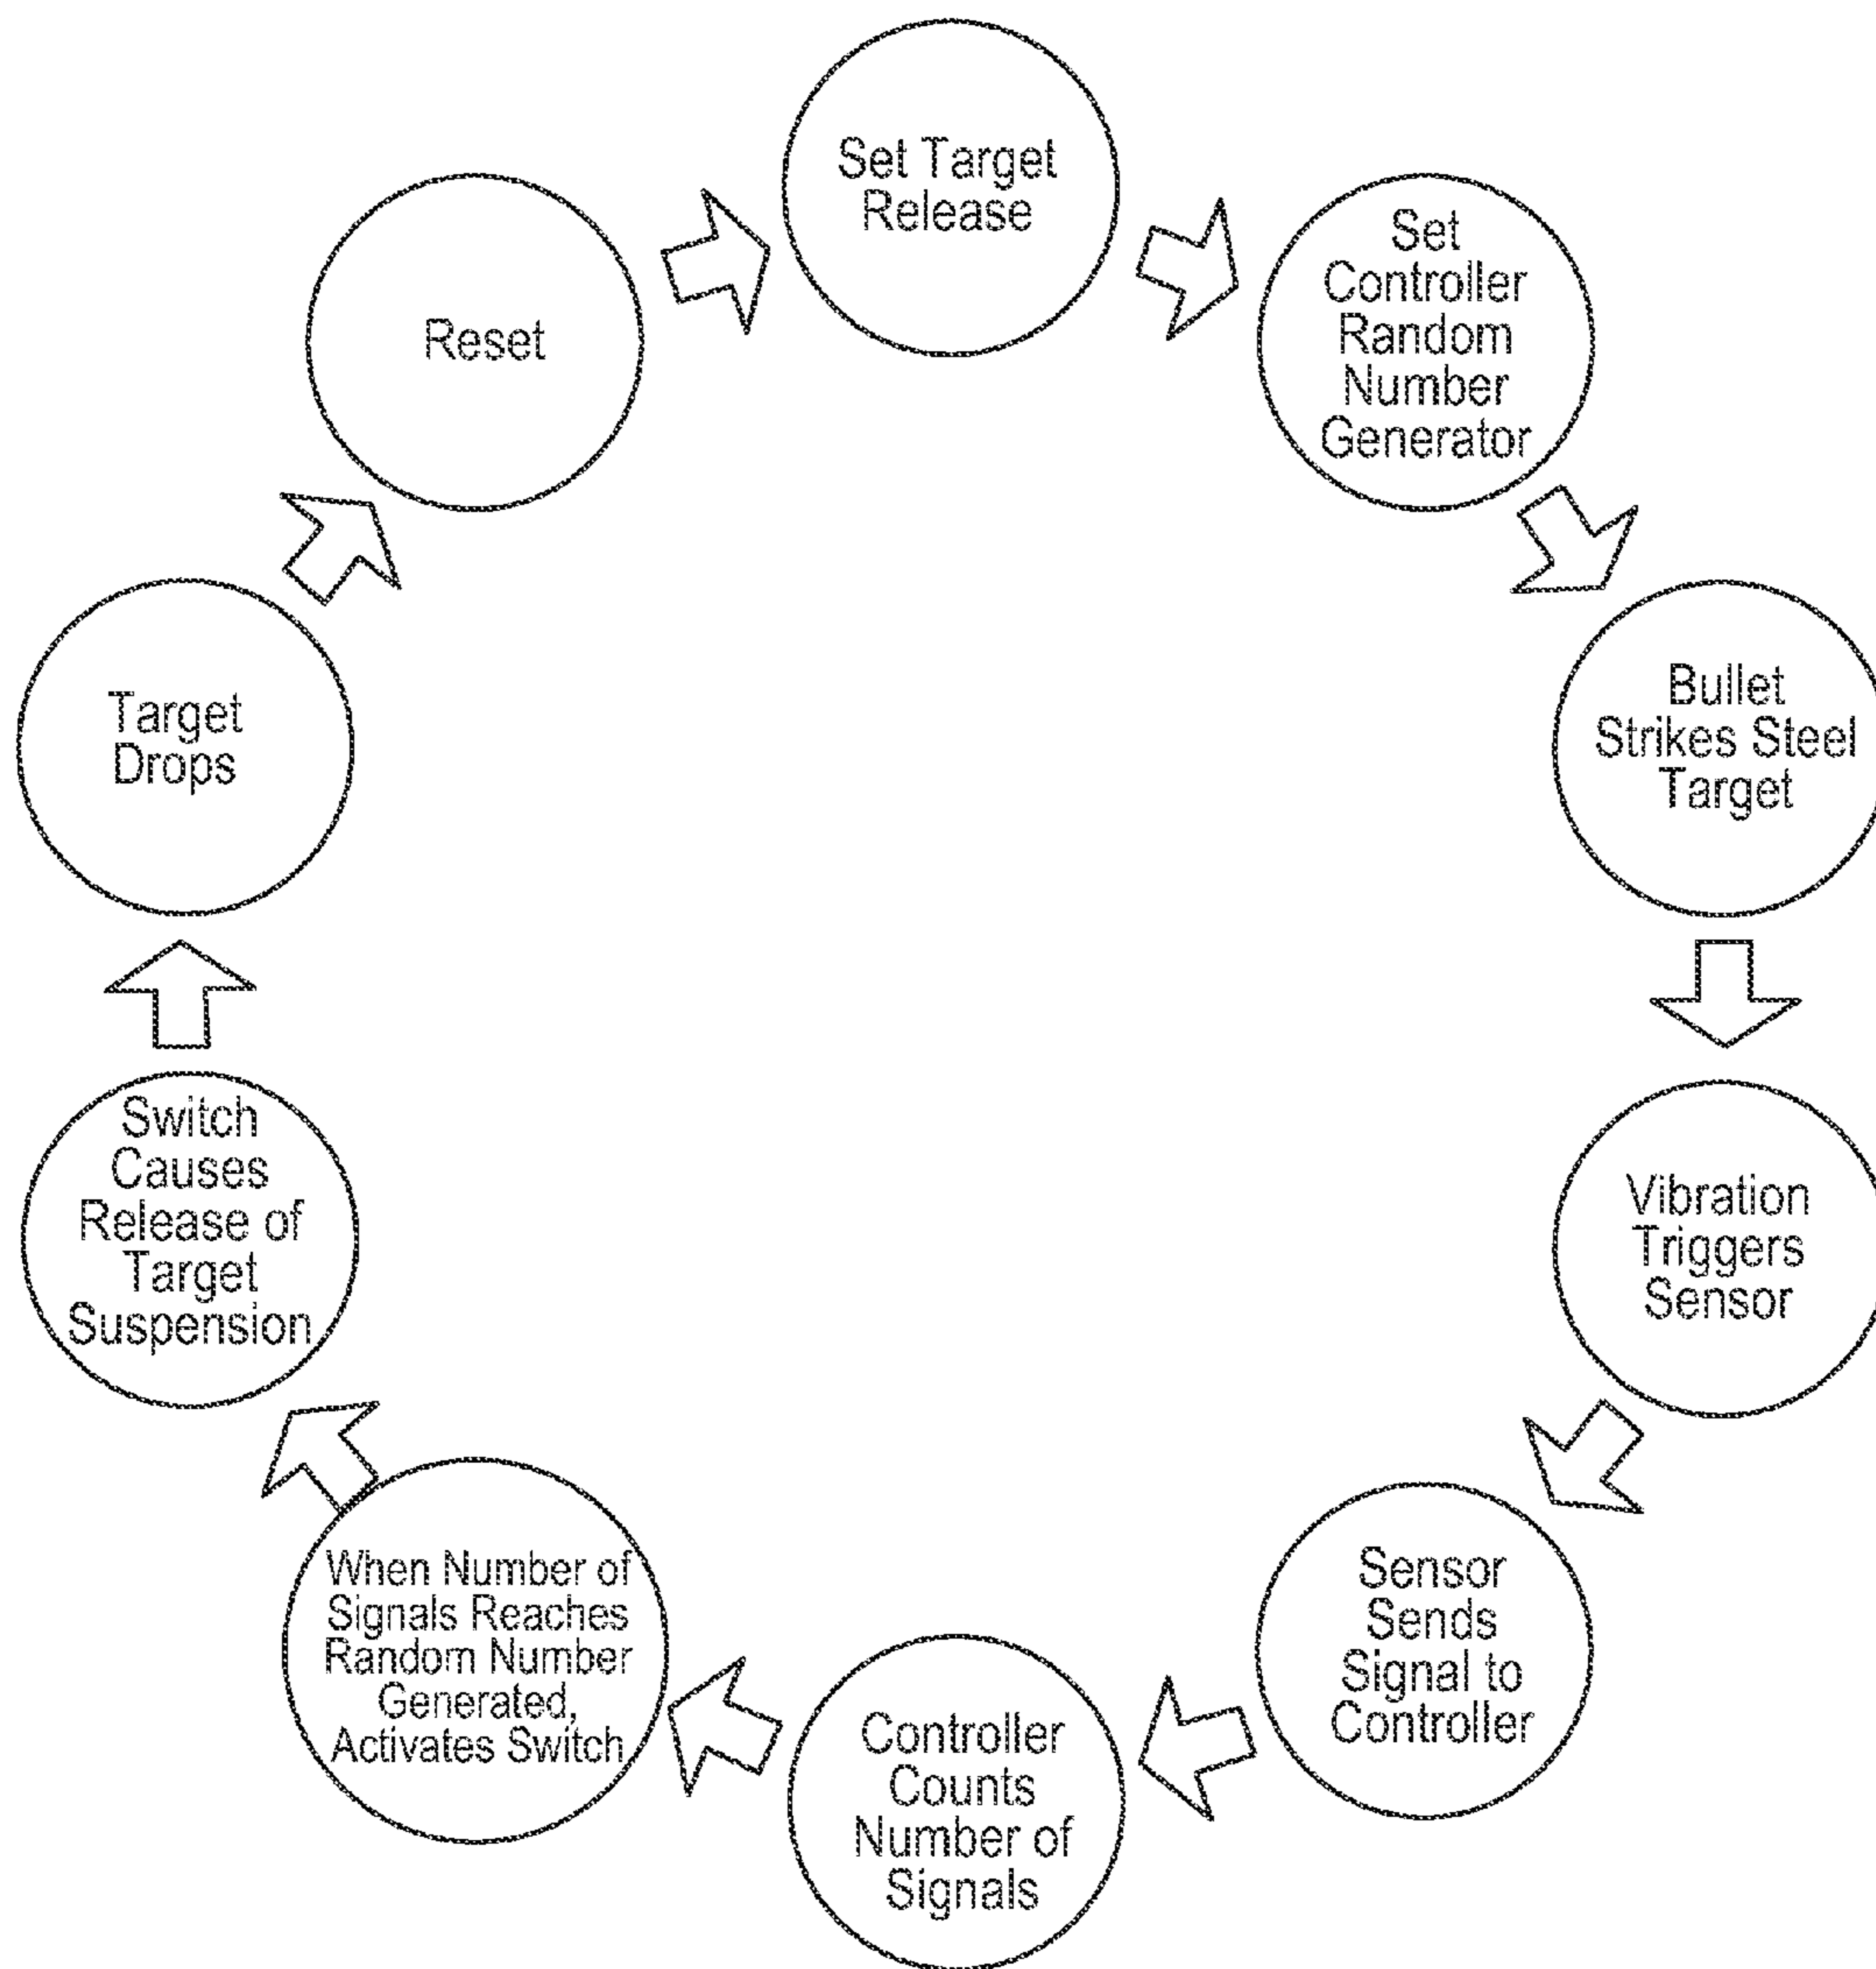 Set Target
Release
Set
Controller
Random
Number
Generator
Bullet
Strikes Steel
Target
Vibration
Triggers
Sensor
Sensor
Sends
Signal to
Controller
Controller
Counts
Number of
Signals
When Number of
Signals Reaches
Random Number
Generated,
Activates Switch
Switch
Causes
Release of
Target
Suspension
Target
Drops
Reset